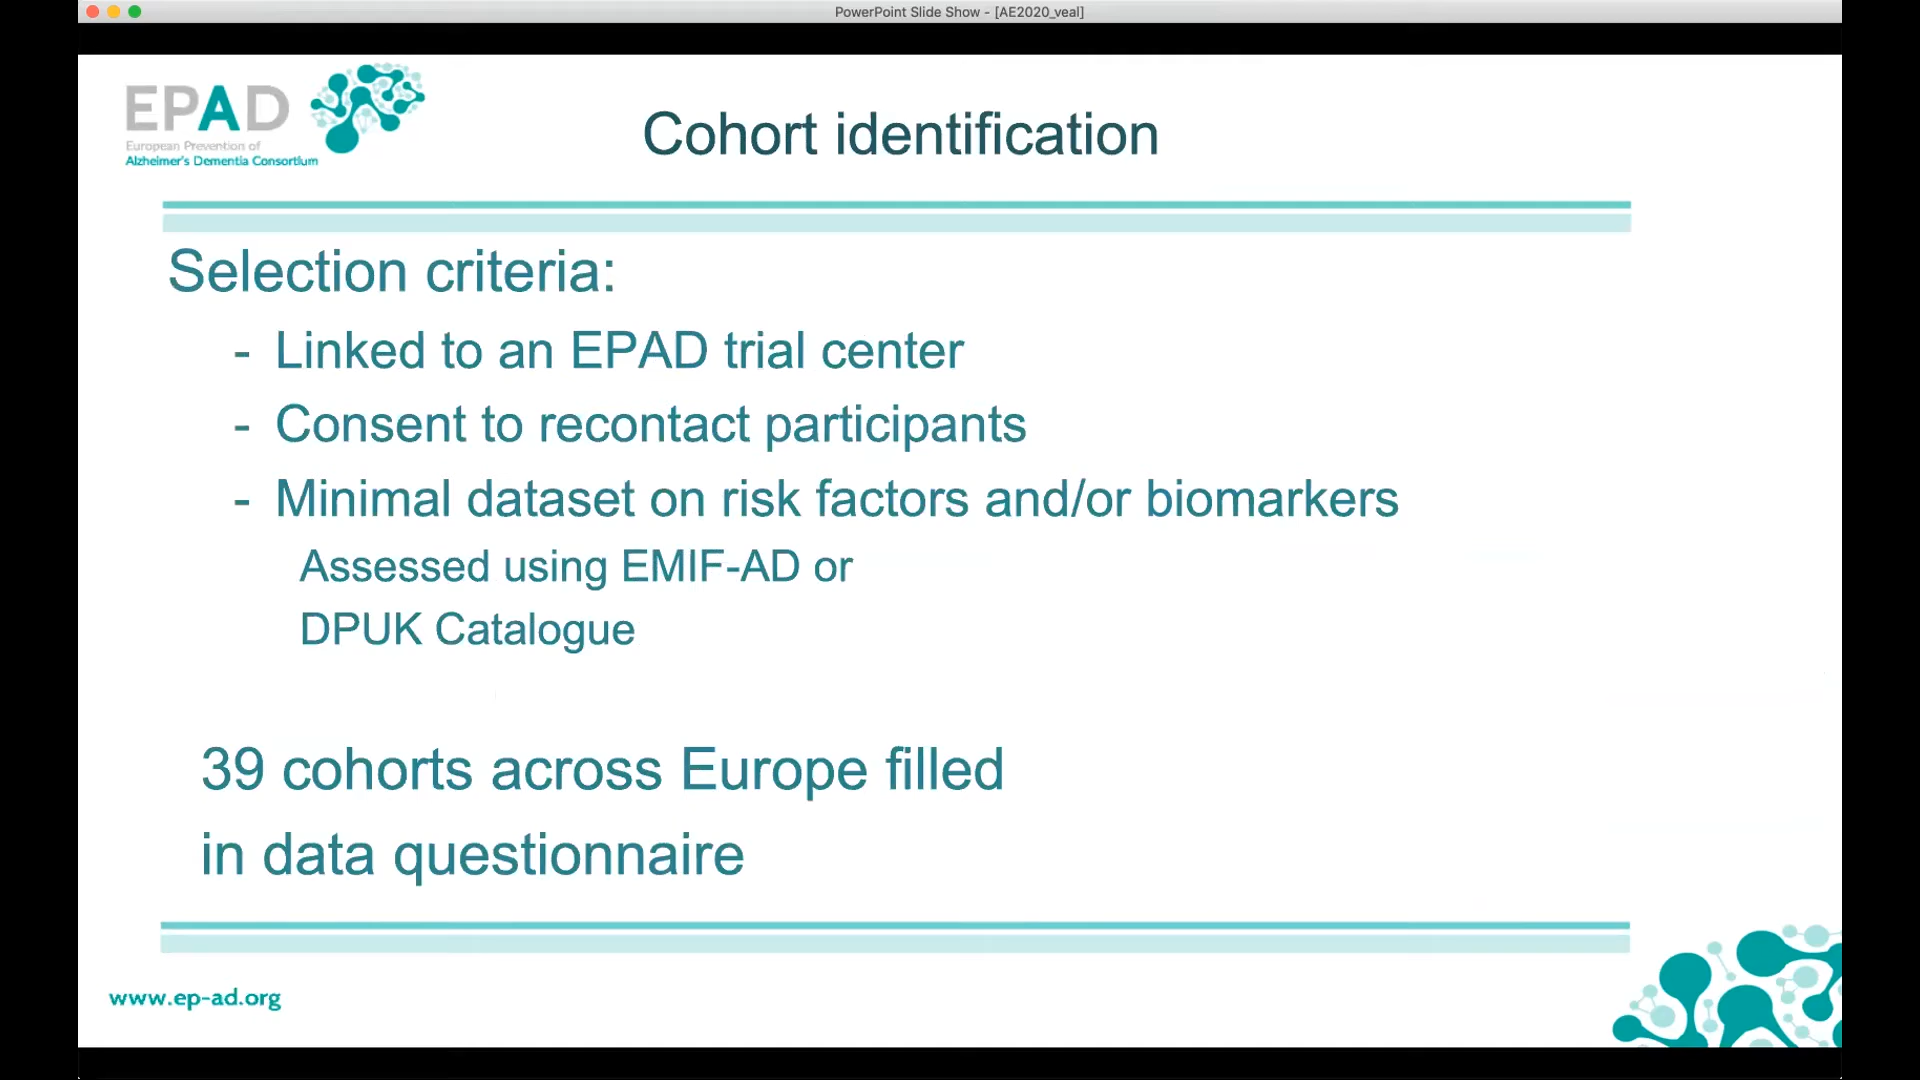 PowerPoint Slide Show - [AE2020_veal]
EPAD
European Prevention of
Alzheimer's Dementia Consortium
Cohort identification
Selection criteria:
- Linked to an EPAD trial center
- Consent to recontact participants
- Minimal dataset on risk factors and/or biomarkers
Assessed using EMIF-AD or
DPUK Catalogue
39 cohorts across Europe filled
in data questionnaire
www.ep-ad.org